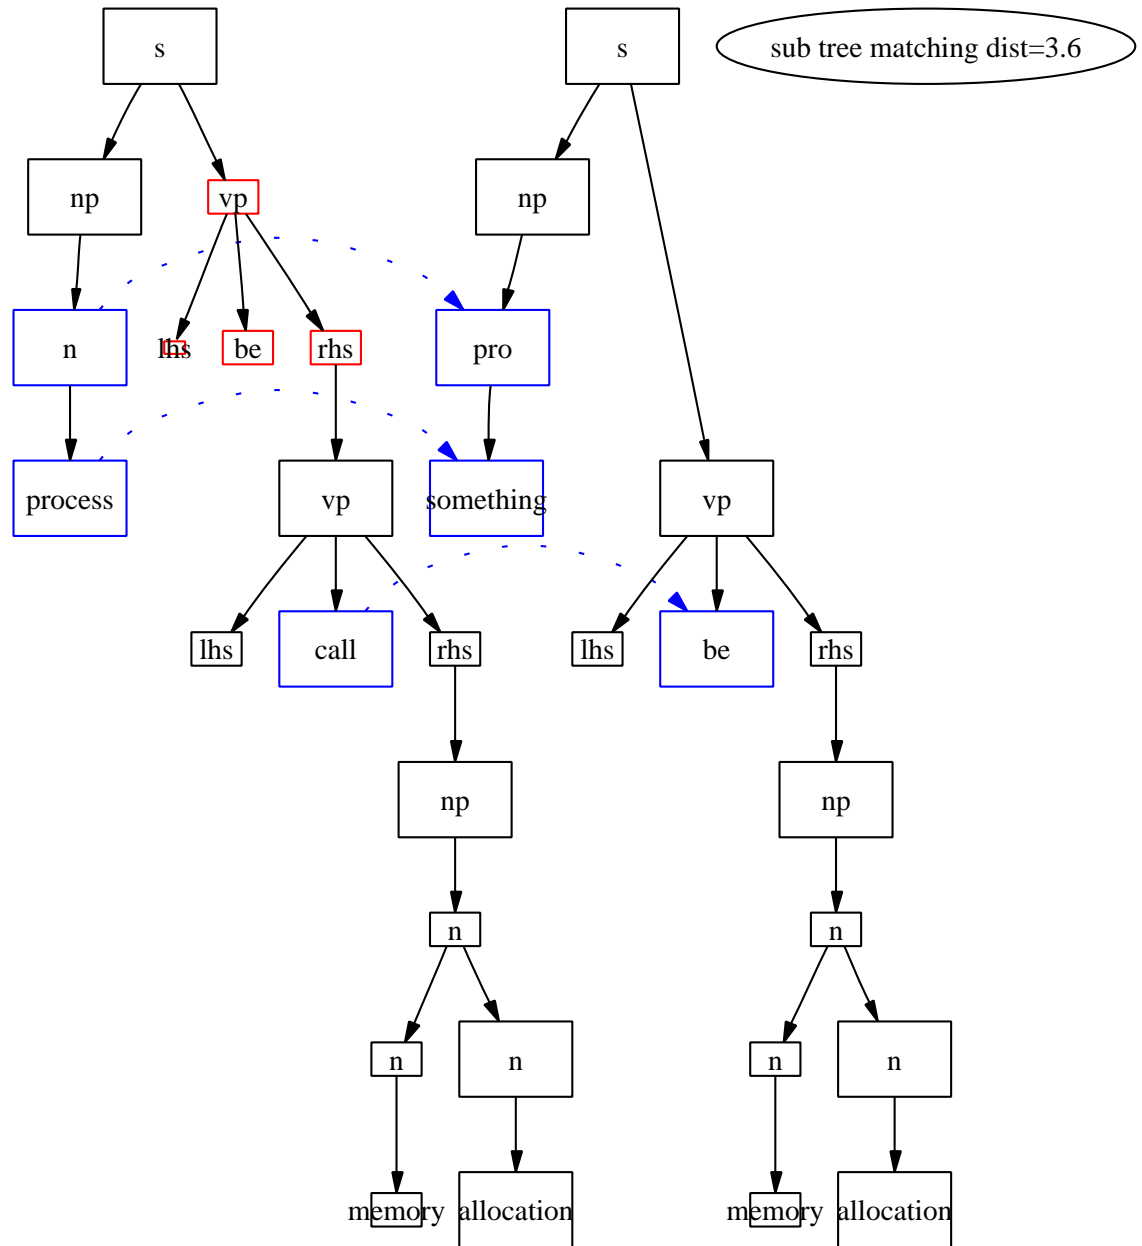 s
s
sub tree matching dist=3.6
np
vp
np
n
lhs
be
rhs
pro
process
vp
something
vp
lhs
call
rhs
lhs
be
rhs
np
np
n
n
n
n
n
n
memory
allocation
memory
allocation